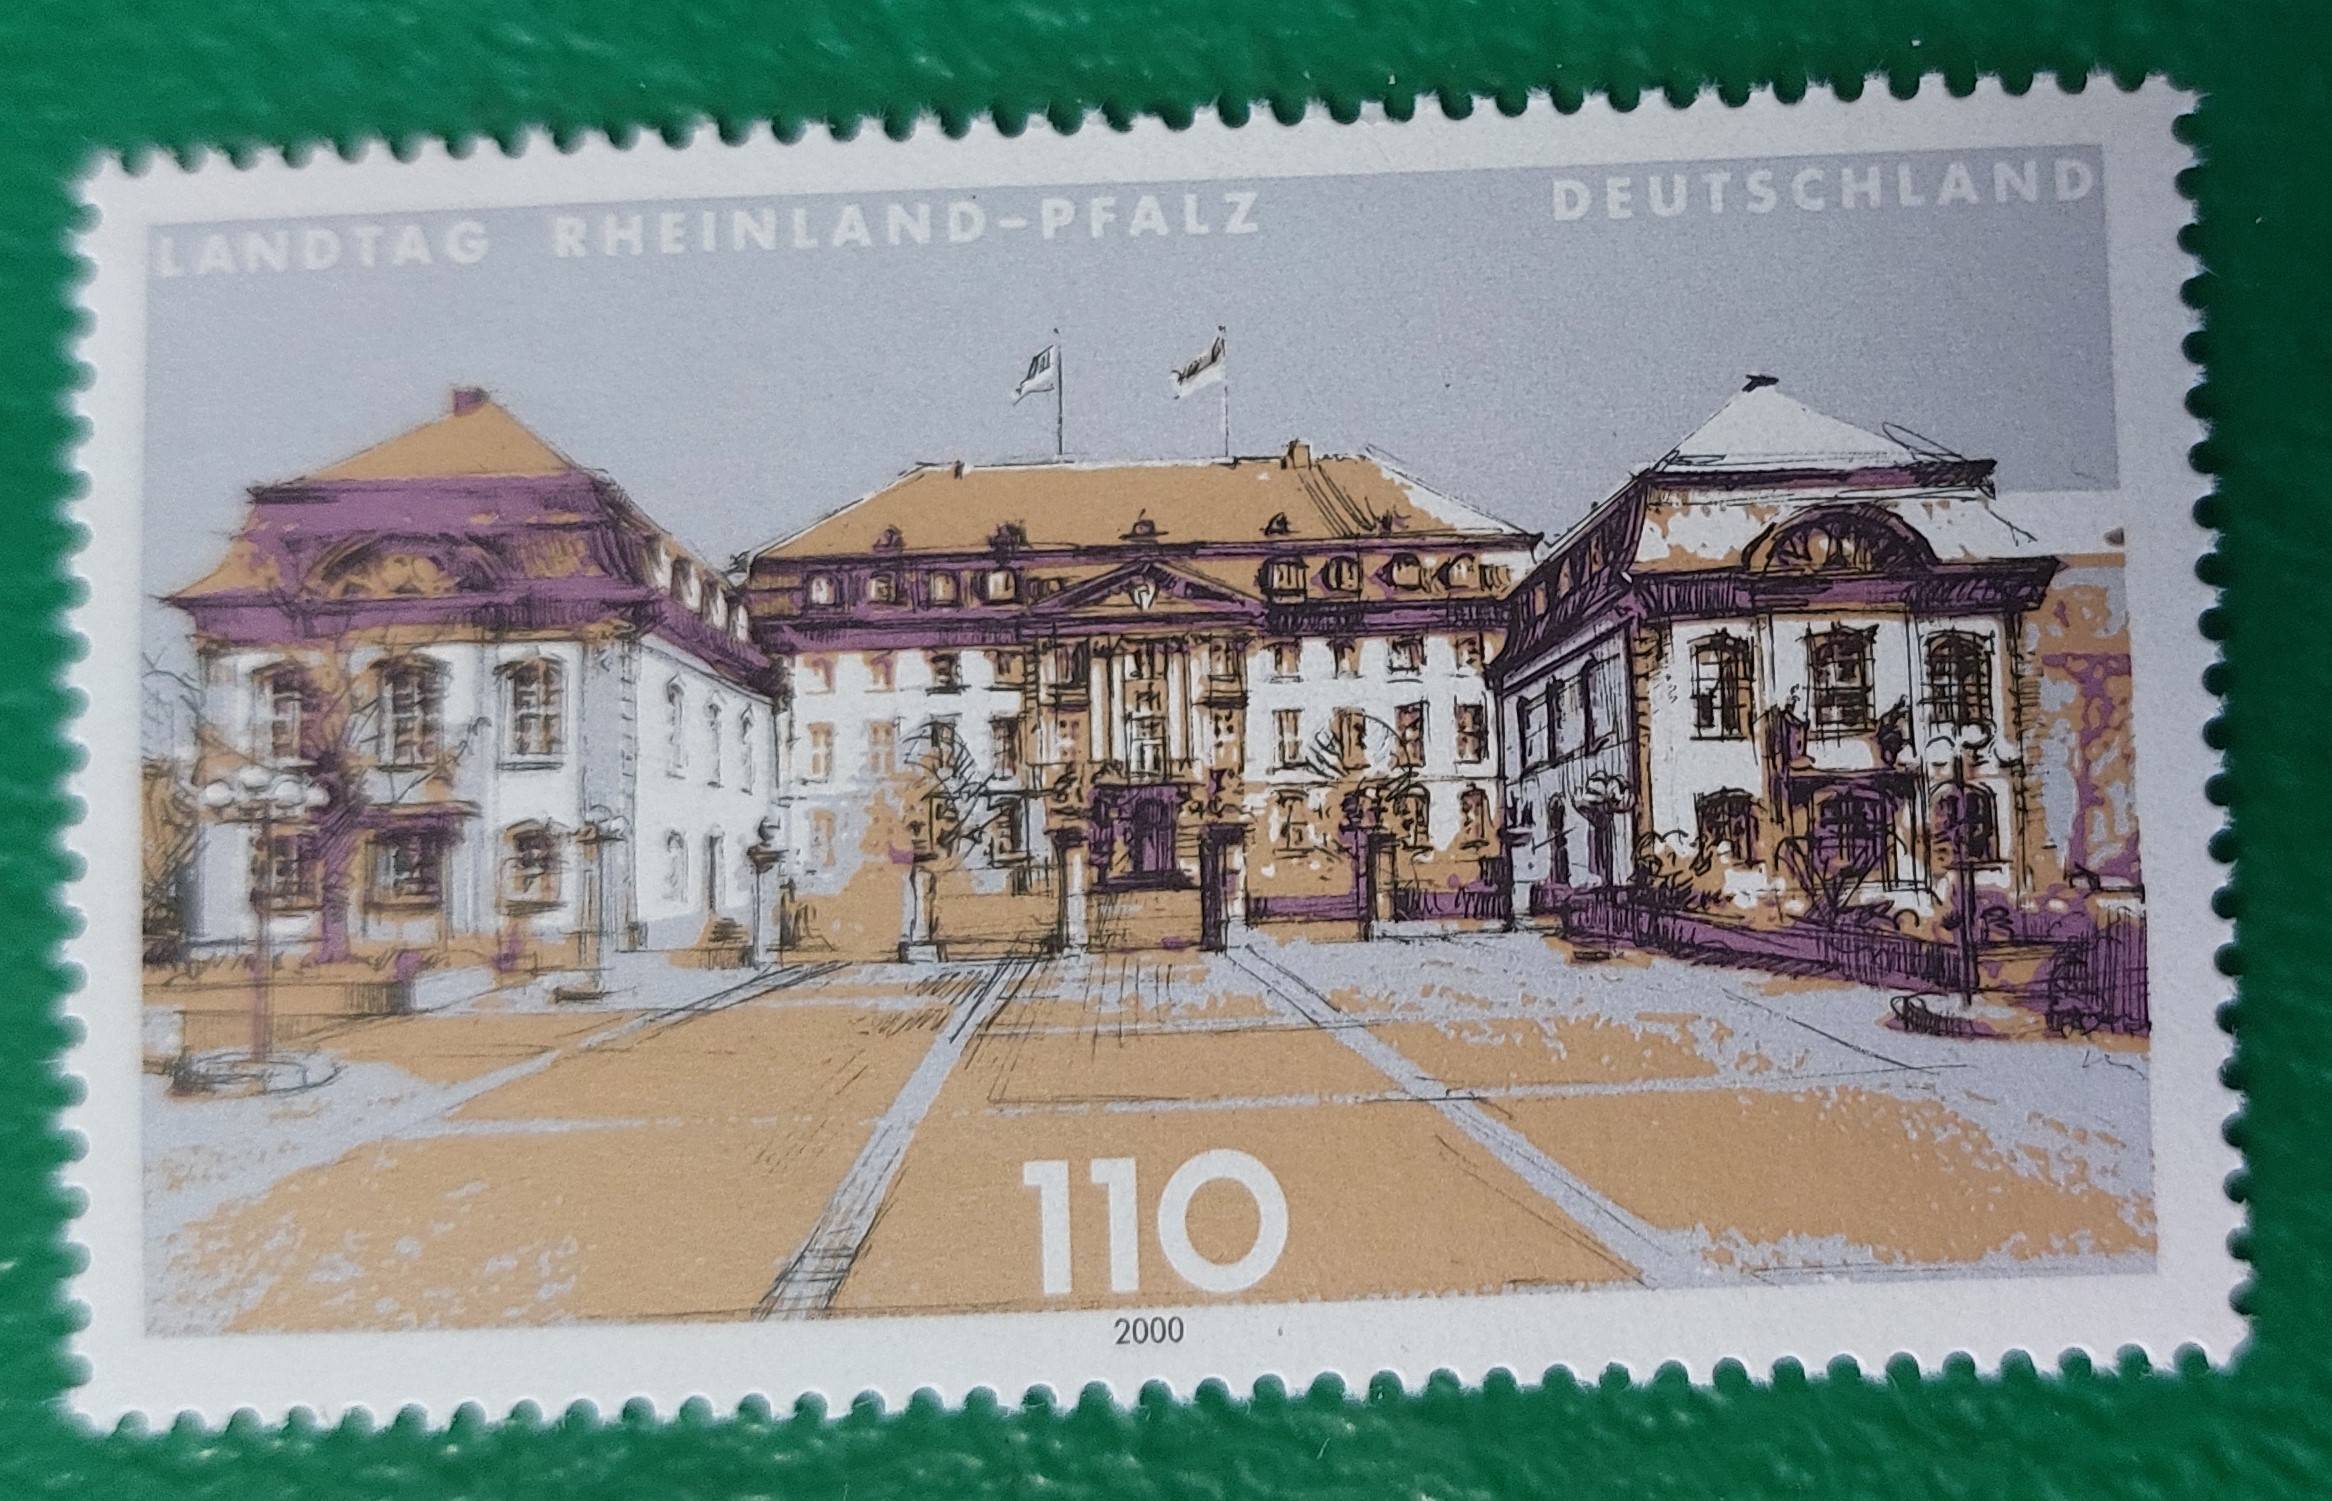 LANDTAG RHEINLAND-PFALZ DEUTSCHLAND
110
2000